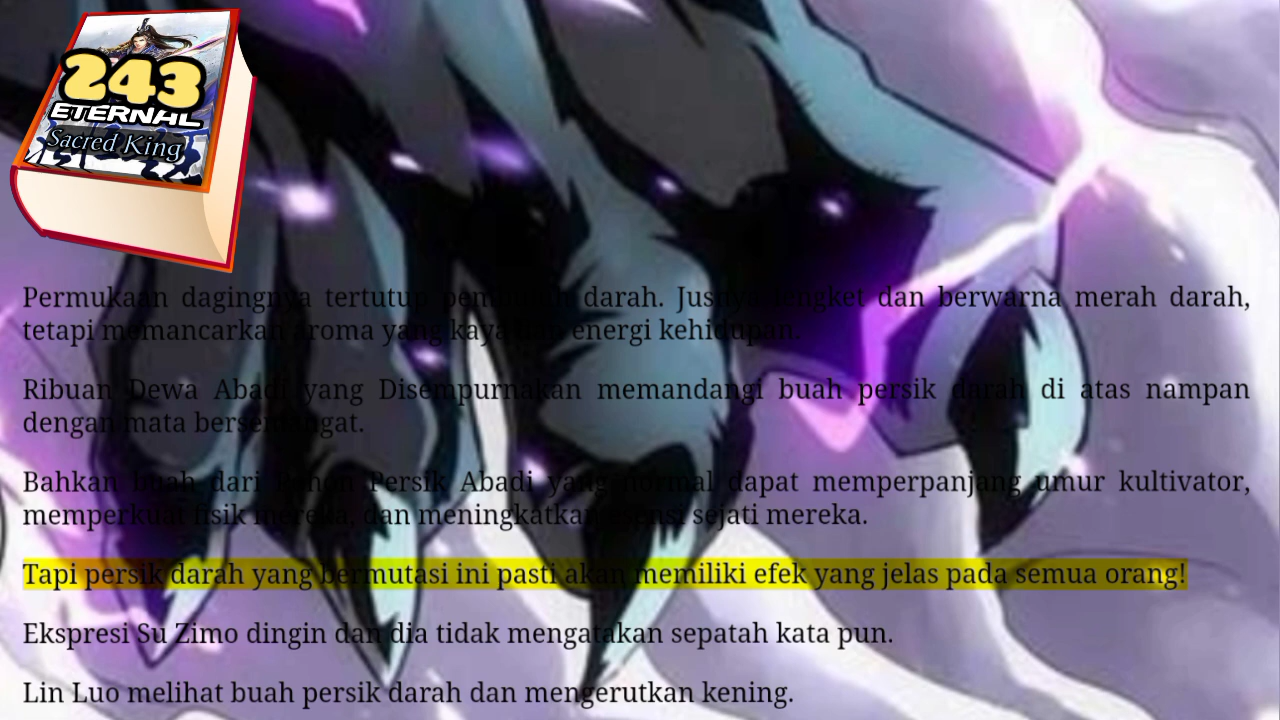 243
ETERNAL
Sacred King
Permukaan dagingnya tertutup pembuluh darah. Jusnya lengket dan berwarna merah darah,
tetapi memancarkan aroma yang kaya dan energi kehidupan.
Ribuan Dewa Abadi yang Disempurnakan memandangi buah persik darah di atas nampan
dengan mata bersemangat.
Bahkan buah dari Pohon Persik Abadi yang normal dapat memperpanjang umur kultivator,
memperkuat fisik mereka, dan meningkatkan esensi sejati mereka.
Tapi persik darah yang bermutasi ini pasti akan memiliki efek yang jelas pada semua orang!
Ekspresi Su Zimo dingin dan dia tidak mengatakan sepatah kata pun.
Lin Luo melihat buah persik darah dan mengerutkan kening.